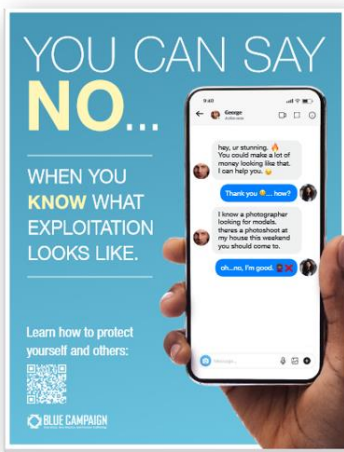 YOU CAN SAY
NO...
WHEN YOU
KNOW WHAT
EXPLOITATION
LOOKS LIKE.
Learn how to protect
yourself and others:
BLUE CAMPAIGN
9:40
George
hey, ur stunning. 🔥
You could make a lot of
money looking like that.
I can help you.
Thank you ... how?
I know a photographer
looking for models.
theres a photoshoot at
my house this weekend
you should come to.
oh...no, I'm good.
Message...